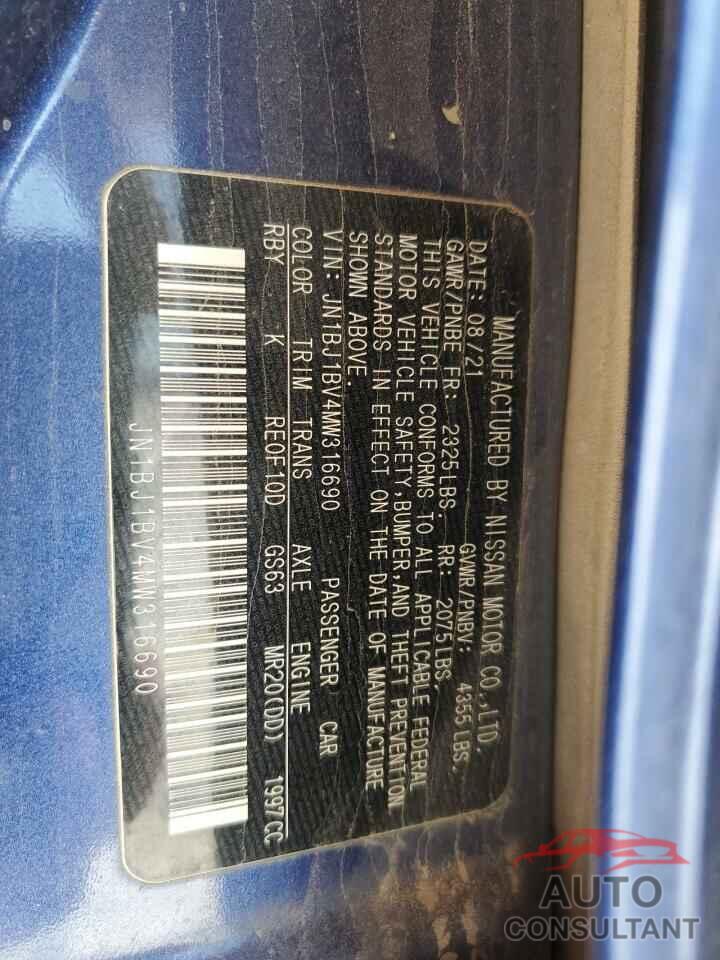 MANUFACTURED BY NISSAN MOTOR CO.,LTD.
DATE: 08/21 GVWR/PNBV: 4355 LBS.
GAWR/PNBE FR: 2325LBS. RR: 2075LBS.
THIS VEHICLE CONFORMS TO ALL APPLICABLE FEDERAL
MOTOR VEHICLE SAFETY,BUMPER,AND THEFT PREVENTION
STANDARDS IN EFFECT ON THE DATE OF MANUFACTURE
SHOWN ABOVE.
VIN: JN1BJ1BV4MW316690 PASSENGER CAR
COLOR TRIM TRANS AXLE ENGINE
RBY K RE0F10D GS63 MR20(DD) 1997CC
JN1BJ1BV4MW316690
AUTO
CONSULTANT